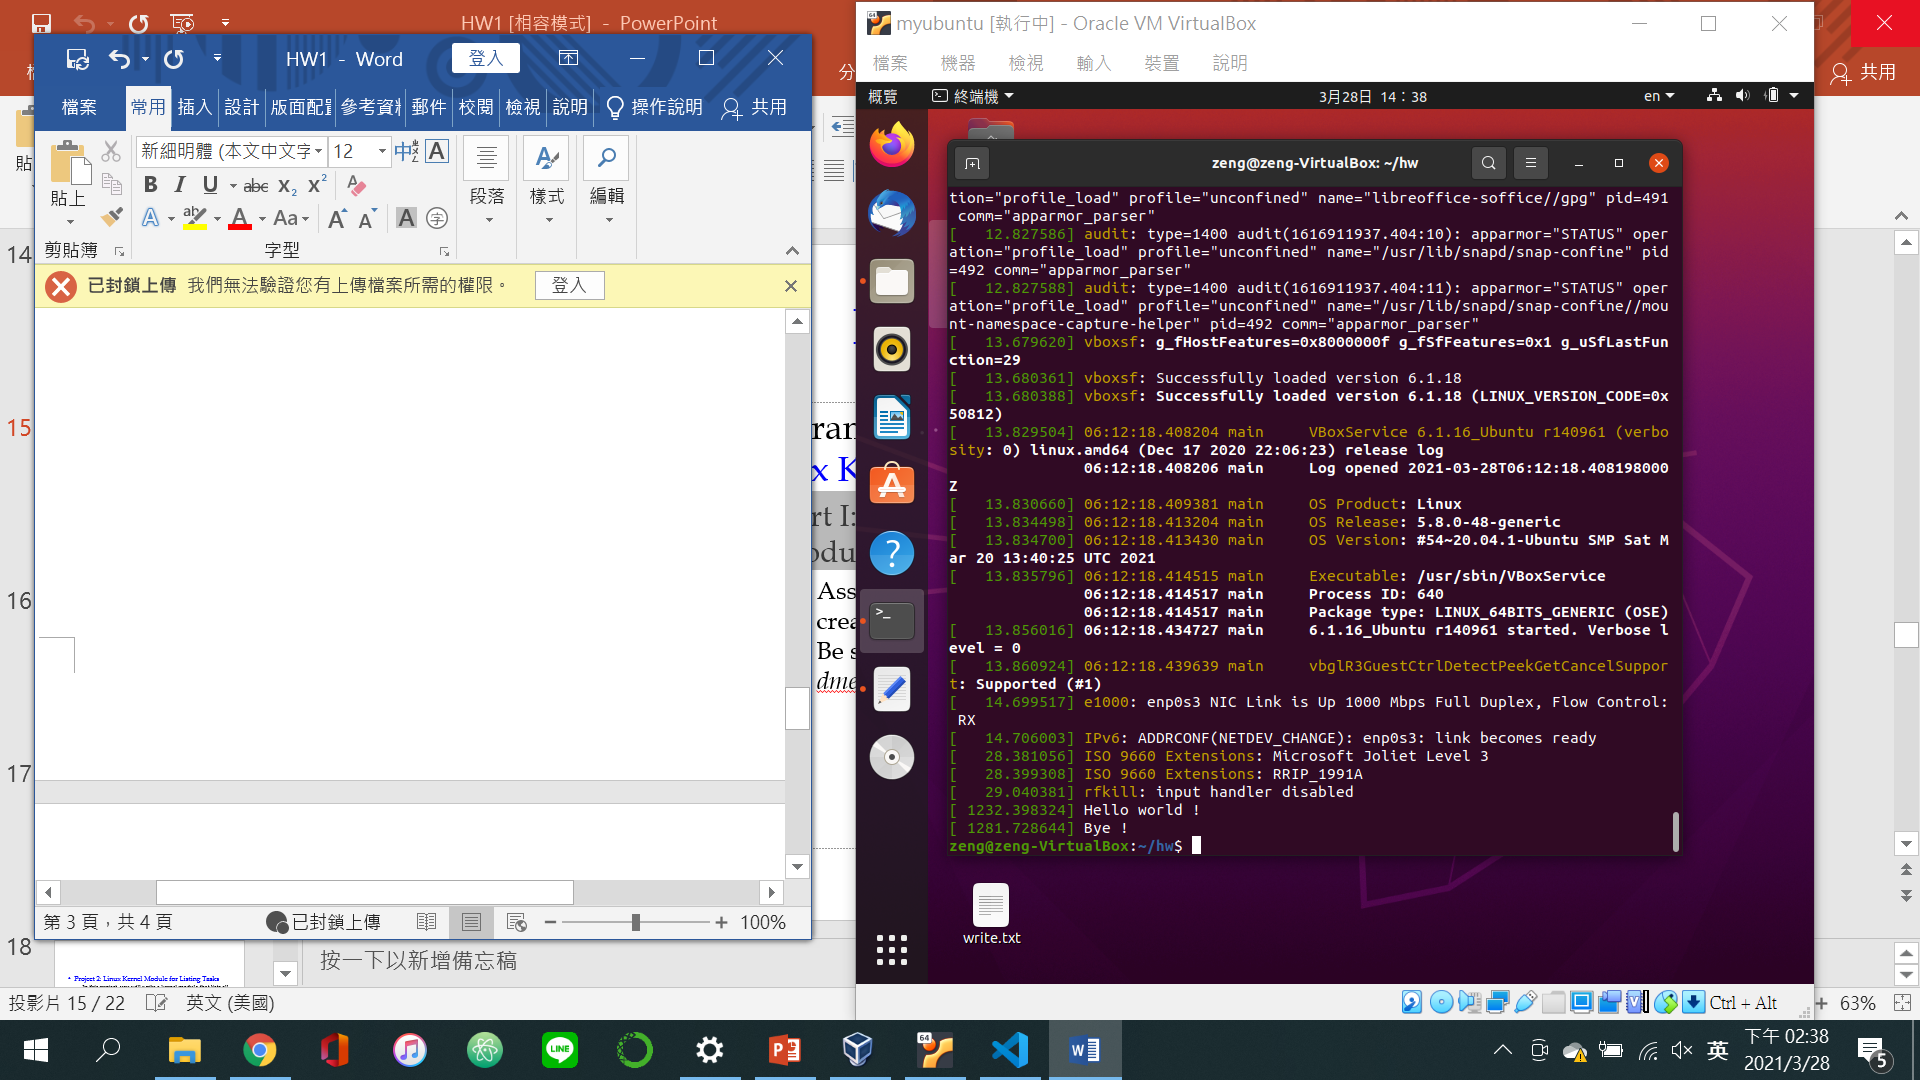 HW1 [相容模式] - PowerPoint
共用
HW1 - Word
登入
檔案
常用
插入
設計
版面配置
參考資料
郵件
校閱
檢視
說明
操作說明
共用
貼上
剪貼簿
新細明體 (本文中文字
12
字型
段落
樣式
編輯
已封鎖上傳 我們無法驗證您有上傳檔案所需的權限。
登入
第 3 頁，共 4 頁
已封鎖上傳
100%
14
15
16
17
18
x K
rt I:
Ass
crea
Be s
dme
• Project 2: Linux Kernel Module for Listing Tasks
按一下以新增備忘稿
投影片 15 / 22
英文 (美國)
63%
myubuntu [執行中] - Oracle VM VirtualBox
檔案 機器 檢視 輸入 裝置 說明
概覽
終端機
3月28日 14：38
en
zeng@zeng-VirtualBox: ~/hw
tion="profile_load" profile="unconfined" name="libreoffice-soffice//gpg" pid=491
comm="apparmor_parser"
[   12.827586] audit: type=1400 audit(1616911937.404:10): apparmor="STATUS" oper
ation="profile_load" profile="unconfined" name="/usr/lib/snapd/snap-confine" pid
=492 comm="apparmor_parser"
[   12.827588] audit: type=1400 audit(1616911937.404:11): apparmor="STATUS" oper
ation="profile_load" profile="unconfined" name="/usr/lib/snapd/snap-confine//mou
nt-namespace-capture-helper" pid=492 comm="apparmor_parser"
[   13.679620] vboxsf: g_fHostFeatures=0x8000000f g_fSfFeatures=0x1 g_uSfLastFun
ction=29
[   13.680361] vboxsf: Successfully loaded version 6.1.18
[   13.680388] vboxsf: Successfully loaded version 6.1.18 (LINUX_VERSION_CODE=0x
50812)
[   13.829504] 06:12:18.408204 main     VBoxService 6.1.16_Ubuntu r140961 (verbo
sity: 0) linux.amd64 (Dec 17 2020 22:06:23) release log
06:12:18.408206 main     Log opened 2021-03-28T06:12:18.408198000
Z
[   13.830660] 06:12:18.409381 main     OS Product: Linux
[   13.834498] 06:12:18.413204 main     OS Release: 5.8.0-48-generic
[   13.834700] 06:12:18.413430 main     OS Version: #54~20.04.1-Ubuntu SMP Sat M
ar 20 13:40:25 UTC 2021
[   13.835796] 06:12:18.414515 main     Executable: /usr/sbin/VBoxService
06:12:18.414517 main     Process ID: 640
06:12:18.414517 main     Package type: LINUX_64BITS_GENERIC (OSE)
[   13.856016] 06:12:18.434727 main     6.1.16_Ubuntu r140961 started. Verbose l
evel = 0
[   13.860924] 06:12:18.439639 main     vbglR3GuestCtrlDetectPeekGetCancelSuppor
t: Supported (#1)
[   14.699517] e1000: enp0s3 NIC Link is Up 1000 Mbps Full Duplex, Flow Control:
RX
[   14.706003] IPv6: ADDRCONF(NETDEV_CHANGE): enp0s3: link becomes ready
[   28.381056] ISO 9660 Extensions: Microsoft Joliet Level 3
[   28.399308] ISO 9660 Extensions: RRIP_1991A
[   29.040381] rfkill: input handler disabled
[ 1232.398324] Hello world !
[ 1281.728644] Bye !
zeng@zeng-VirtualBox:~/hw$
write.txt
Ctrl + Alt
英
下午 02:38
2021/3/28
5